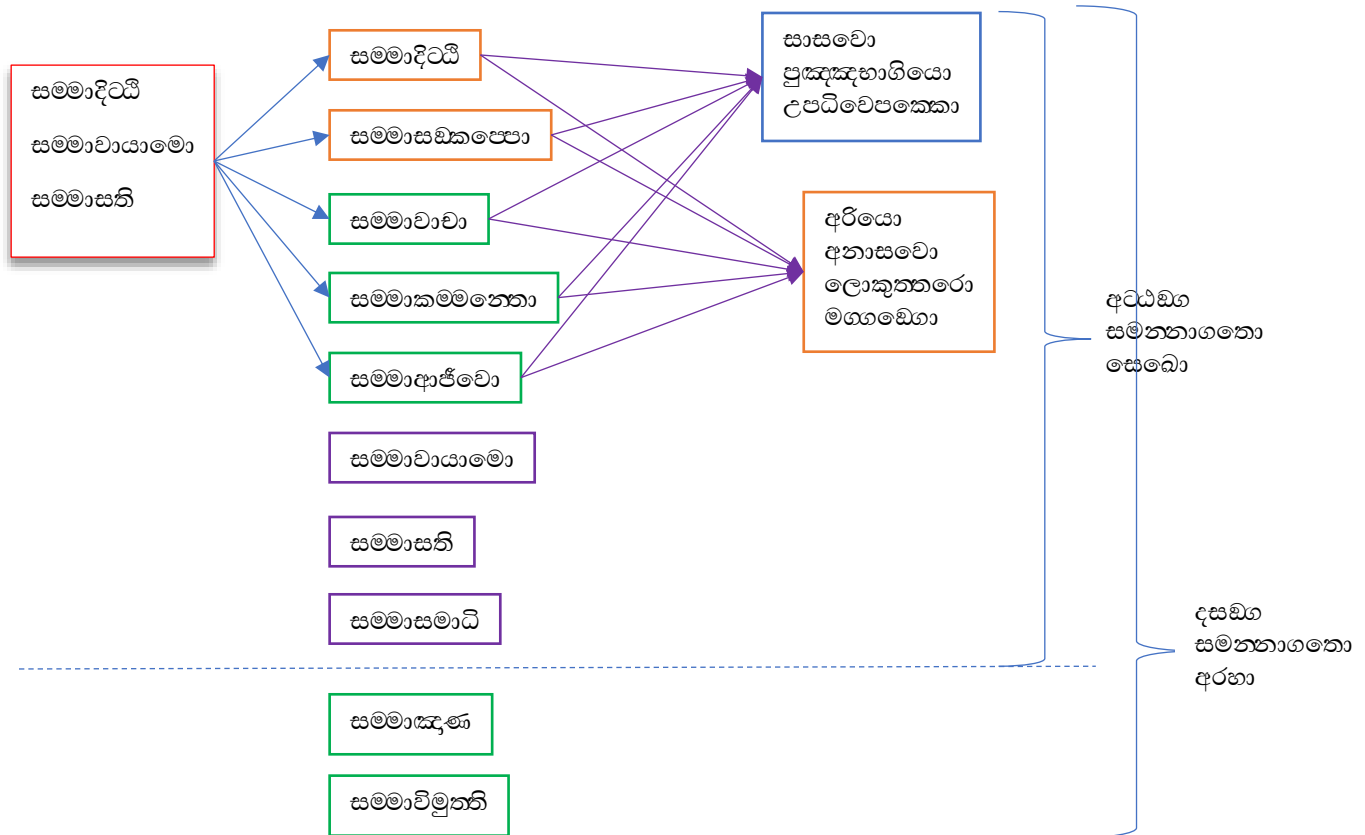 සම‍්මාදිට‍්ඨි
සම‍්මාවායාමො
සම‍්මාසති
සම‍්මාදිට‍්ඨි
සම‍්මාසඞ‍්කප‍්පො
සම‍්මාවාචා
සම‍්මාකම‍්මන‍්තො
සම‍්මාආජීවො
සම‍්මාවායාමො
සම‍්මාසති
සම‍්මාසමාධි
සම‍්මාඤාණ
සම‍්මාවිමුත‍්ති
සාසවො
පුඤ‍්ඤභාගියො
උපධිවෙපක‍්කො
අරියො
අනාසවො
ලොකුත‍්තරො
මග‍්ගඞ‍්ගො
අට‍්ඨඞ‍්ග
සමන‍්නාගතො
සෙඛො
දසඞ‍්ග
සමන‍්නාගතො
අරහා